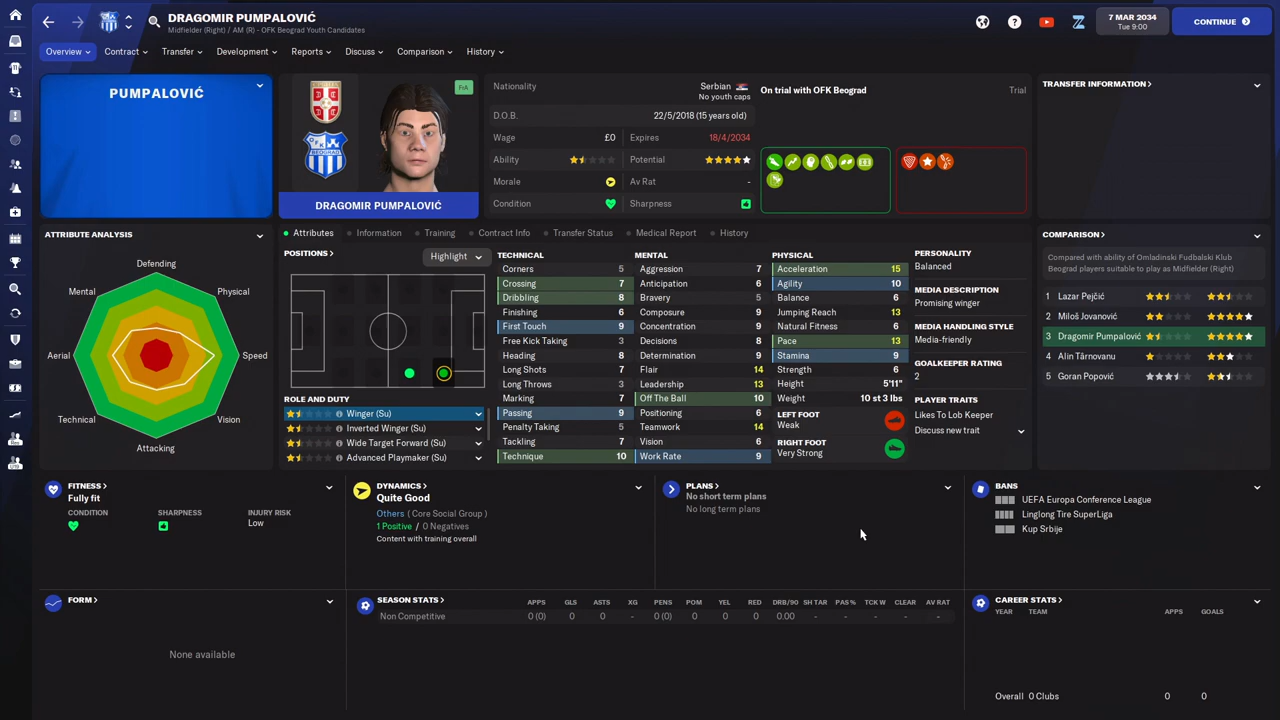 DRAGOMIR PUMPALOVIĆ
Midfielder (Right) / AM (R) - OFK Beograd Youth Candidates
7 MAR 2034
Tue 9:00
CONTINUE
Overview
Contract
Transfer
Development
Reports
Discuss
Comparison
History
PUMPALOVIĆ
FrA
DRAGOMIR PUMPALOVIĆ
Nationality Serbian
No youth caps
D.O.B. 22/5/2018 (15 years old)
Wage £0 Expires 18/4/2034
Ability Potential
Morale Av Rat -
Condition Sharpness
On trial with OFK Beograd Trial
TRANSFER INFORMATION
ATTRIBUTE ANALYSIS
Defending
Physical
Speed
Vision
Attacking
Technical
Aerial
Mental
Attributes
Information
Training
Contract Info
Transfer Status
Medical Report
History
POSITIONS
Highlight
ROLE AND DUTY
Winger (Su)
Inverted Winger (Su)
Wide Target Forward (Su)
Advanced Playmaker (Su)
TECHNICAL
Corners 5
Crossing 7
Dribbling 8
Finishing 6
First Touch 9
Free Kick Taking 3
Heading 8
Long Shots 7
Long Throws 3
Marking 7
Passing 9
Penalty Taking 5
Tackling 7
Technique 10
MENTAL
Aggression 7
Anticipation 6
Bravery 5
Composure 9
Concentration 9
Decisions 8
Determination 9
Flair 14
Leadership 13
Off The Ball 10
Positioning 6
Teamwork 14
Vision 6
Work Rate 9
PHYSICAL
Acceleration 15
Agility 10
Balance 6
Jumping Reach 13
Natural Fitness 6
Pace 13
Stamina 9
Strength 6
Height 5'11"
Weight 10 st 3 lbs
LEFT FOOT
Weak
RIGHT FOOT
Very Strong
PERSONALITY
Balanced
MEDIA DESCRIPTION
Promising winger
MEDIA HANDLING STYLE
Media-friendly
GOALKEEPER RATING
2
PLAYER TRAITS
Likes To Lob Keeper
Discuss new trait
COMPARISON
Compared with ability of Omladinski Fudbalski Klub
Beograd players suitable to play as Midfielder (Right)
1 Lazar Pejčić
2 Miloš Jovanović
3 Dragomir Pumpalović
4 Alin Târnovanu
5 Goran Popović
FITNESS
Fully fit
CONDITION SHARPNESS INJURY RISK
Low
DYNAMICS
Quite Good
Others ( Core Social Group )
1 Positive / 0 Negatives
Content with training overall
PLANS
No short term plans
No long term plans
BANS
UEFA Europa Conference League
Linglong Tire SuperLiga
Kup Srbije
FORM
None available
SEASON STATS APPS GLS ASTS XG PENS POM YEL RED DRB/90 SH TAR PAS % TCK W CLEAR AV RAT
Non Competitive 0 (0) 0 0 - 0 (0) 0 0 0 0.00 - - - - -
CAREER STATS
YEAR TEAM APPS GOALS
Overall 0 Clubs 0 0